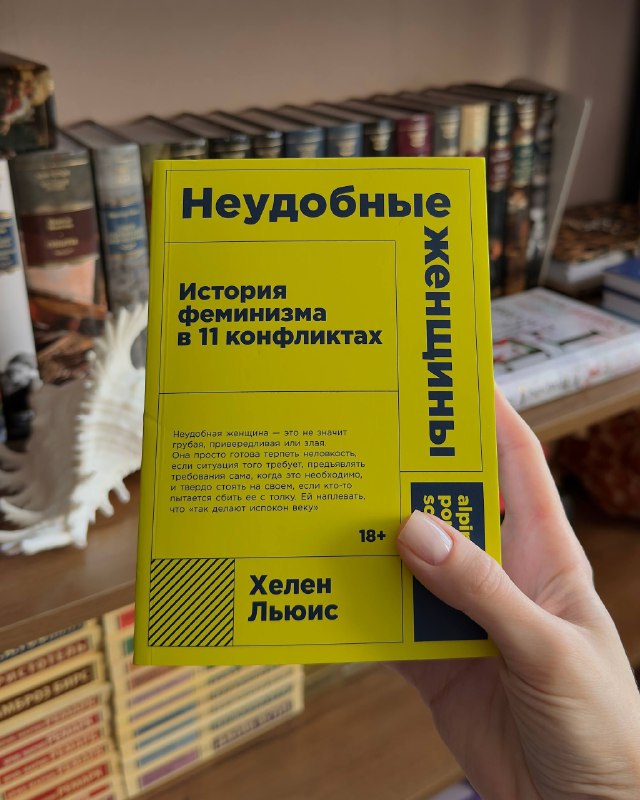 Неудобные
женщины
История
феминизма
в 11 конфликтах
Неудобная женщина — это не значит
грубая, привередливая или злая.
Она просто готова терпеть неловкость,
если ситуация того требует, предъявлять
требования сама, когда это необходимо,
и твердо стоять на своем, если кто-то
пытается сбить ее с толку. Ей наплевать,
что «так делают испокон веку»
18+
Хелен
Льюис
АМБРОЗ БИРС